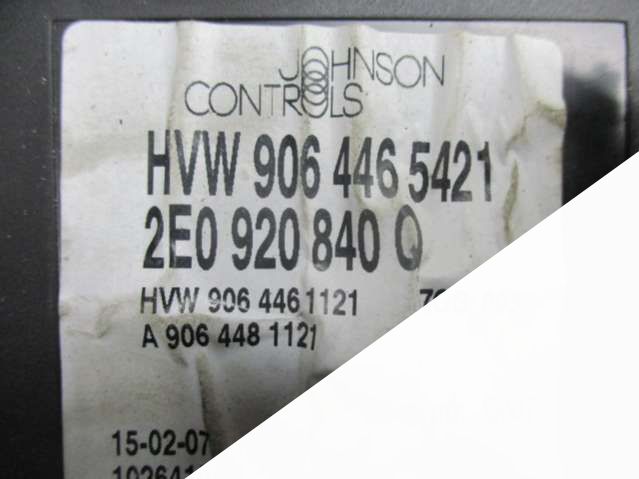 JOHNSON
CONTROLS
HVW 906 446 5421
2E0 920 840 Q
HVW 906 446 1121
A 906 448 1121
15-02-07